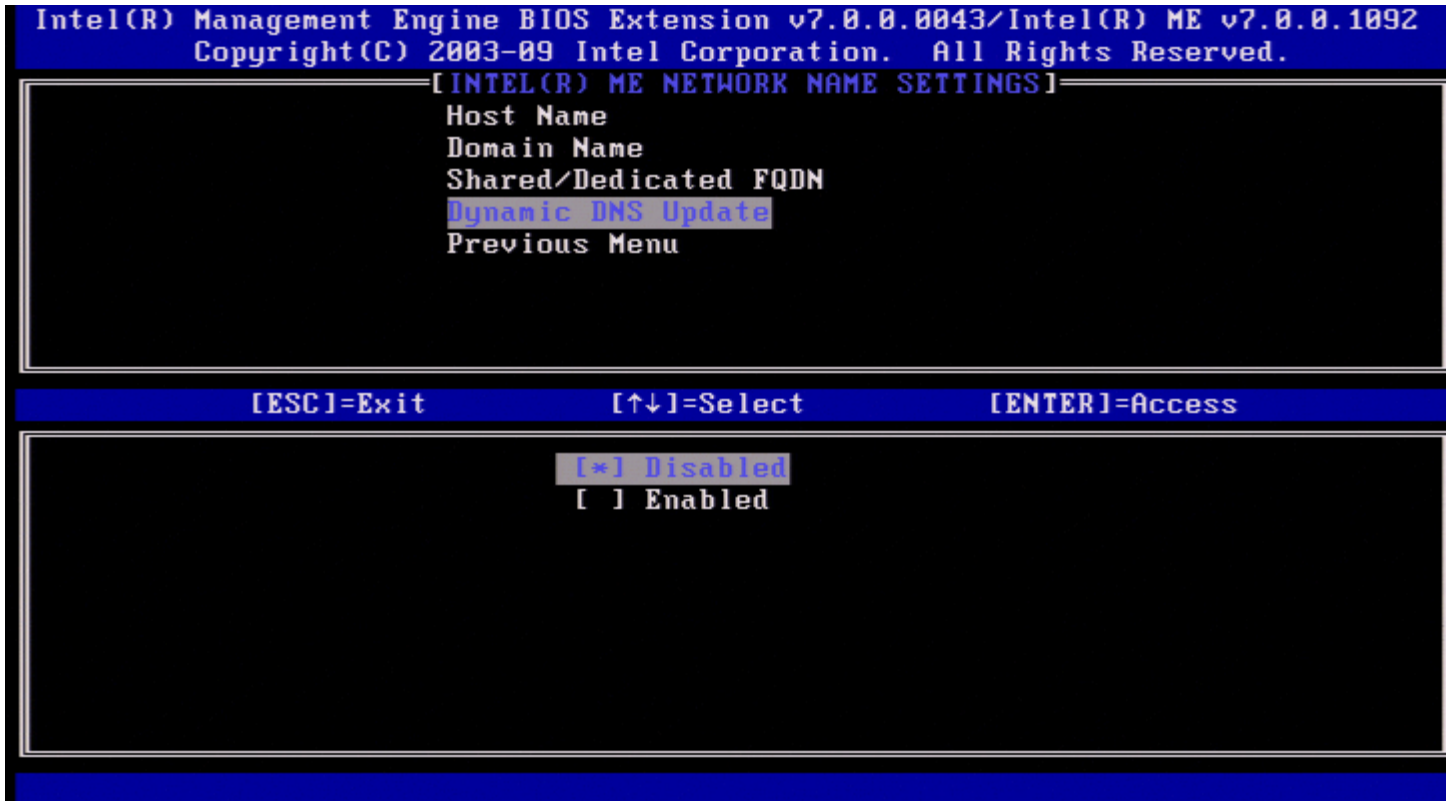 Intel(R) Management Engine BIOS Extension v7.0.0.0043/Intel(R) ME v7.0.0.1092
Copyright(C) 2003-09 Intel Corporation. All Rights Reserved.
[INTEL(R) ME NETWORK NAME SETTINGS]
Host Name
Domain Name
Shared/Dedicated FQDN
Dynamic DNS Update
Previous Menu
[ESC]=Exit [↑↓]=Select [ENTER]=Access
[*] Disabled
[ ] Enabled